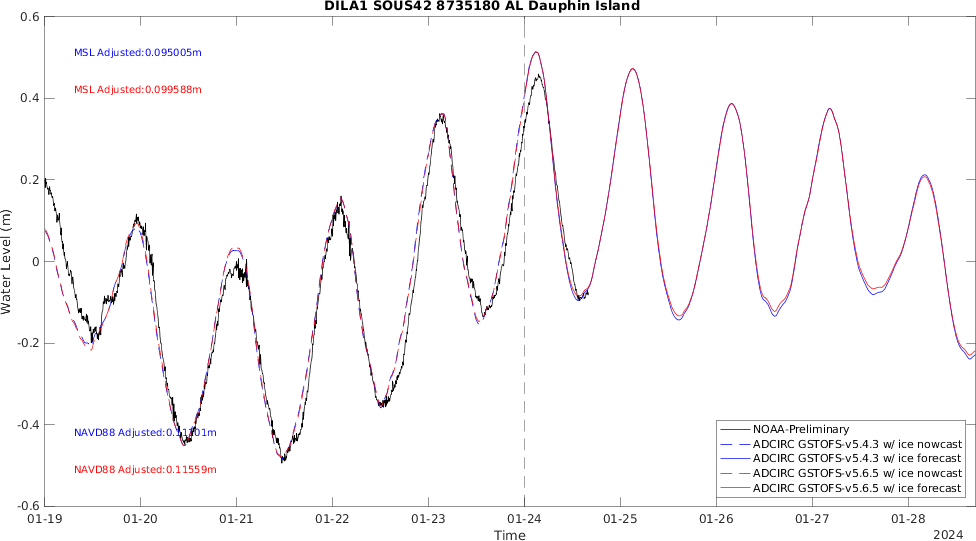 DILA1 SOUS42 8735180 AL Dauphin Island
0.6
MSL Adjusted:0.095005m
MSL Adjusted:0.099588m
0.4
0.2
0
-0.2
-0.4
-0.6
Water Level (m)
NAVD88 Adjusted:0.11101m
NAVD88 Adjusted:0.11559m
NOAA-Preliminary
ADCIRC GSTOFS-v5.4.3 w/ ice nowcast
ADCIRC GSTOFS-v5.4.3 w/ ice forecast
ADCIRC GSTOFS-v5.6.5 w/ ice nowcast
ADCIRC GSTOFS-v5.6.5 w/ ice forecast
01-19 01-20 01-21 01-22 01-23 01-24 01-25 01-26 01-27 01-28
Time
2024